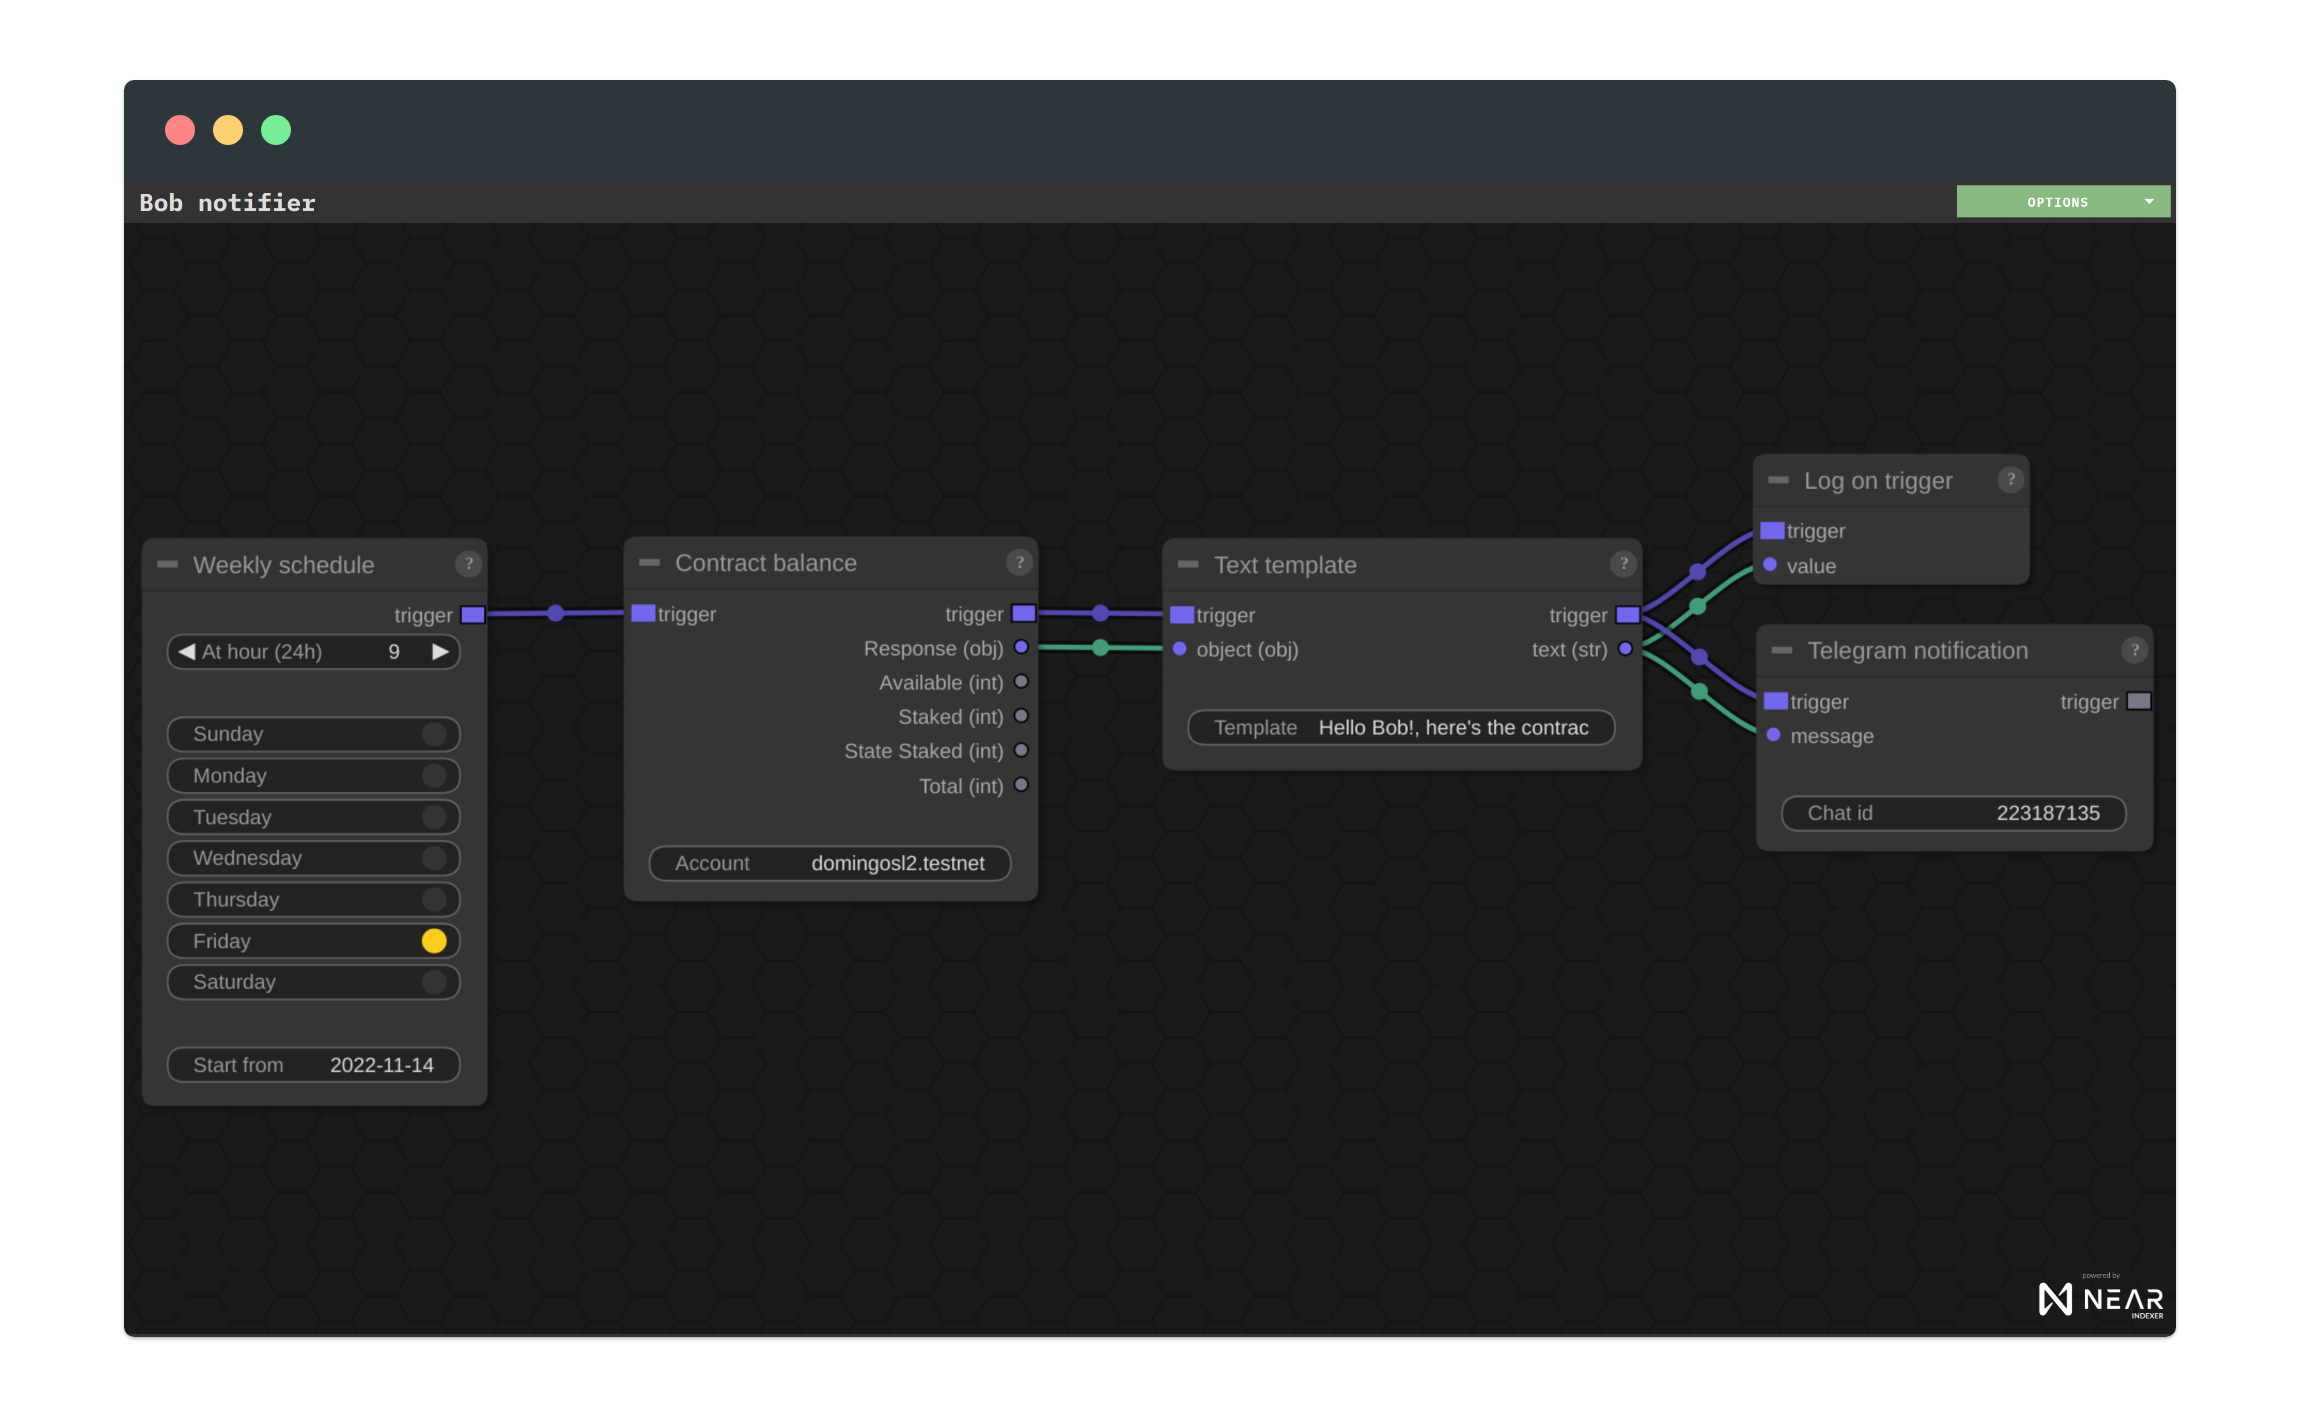 Bob notifier
OPTIONS
Weekly schedule ?
trigger
At hour (24h) 9
Sunday
Monday
Tuesday
Wednesday
Thursday
Friday
Saturday
Start from 2022-11-14
Contract balance ?
trigger trigger
Response (obj)
Available (int)
Staked (int)
State Staked (int)
Total (int)
Account domingosl2.testnet
Text template ?
trigger trigger
object (obj) text (str)
Template Hello Bob!, here's the contrac
Log on trigger ?
trigger
value
Telegram notification ?
trigger trigger
message
Chat id 223187135
powered by
NEAR
INDEXER